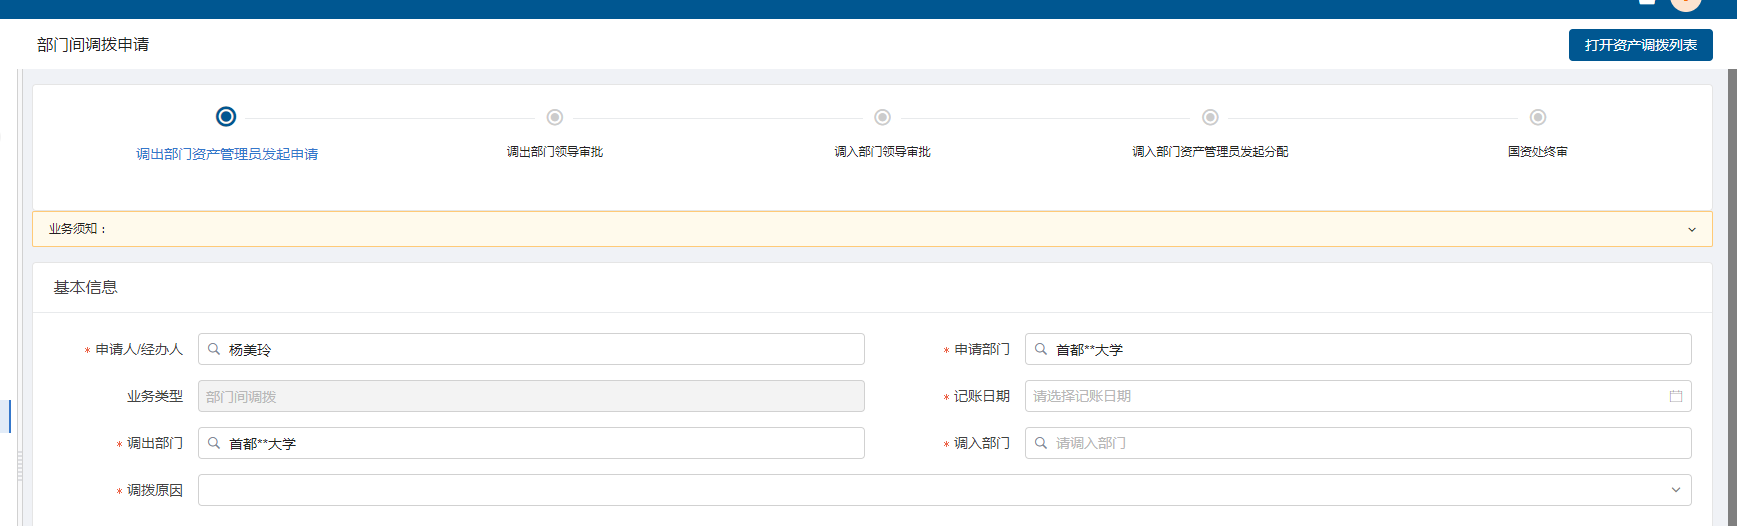 部门间调拨申请
打开资产调拨列表
调出部门资产管理员发起申请
调出部门领导审批
调入部门领导审批
调入部门资产管理员发起分配
国资处终审
业务须知：
基本信息
* 申请人/经办人 杨美玲
* 申请部门 首都**大学
业务类型 部门间调拨
* 记账日期 请选择记账日期
* 调出部门 首都**大学
* 调入部门 请调入部门
* 调拨原因